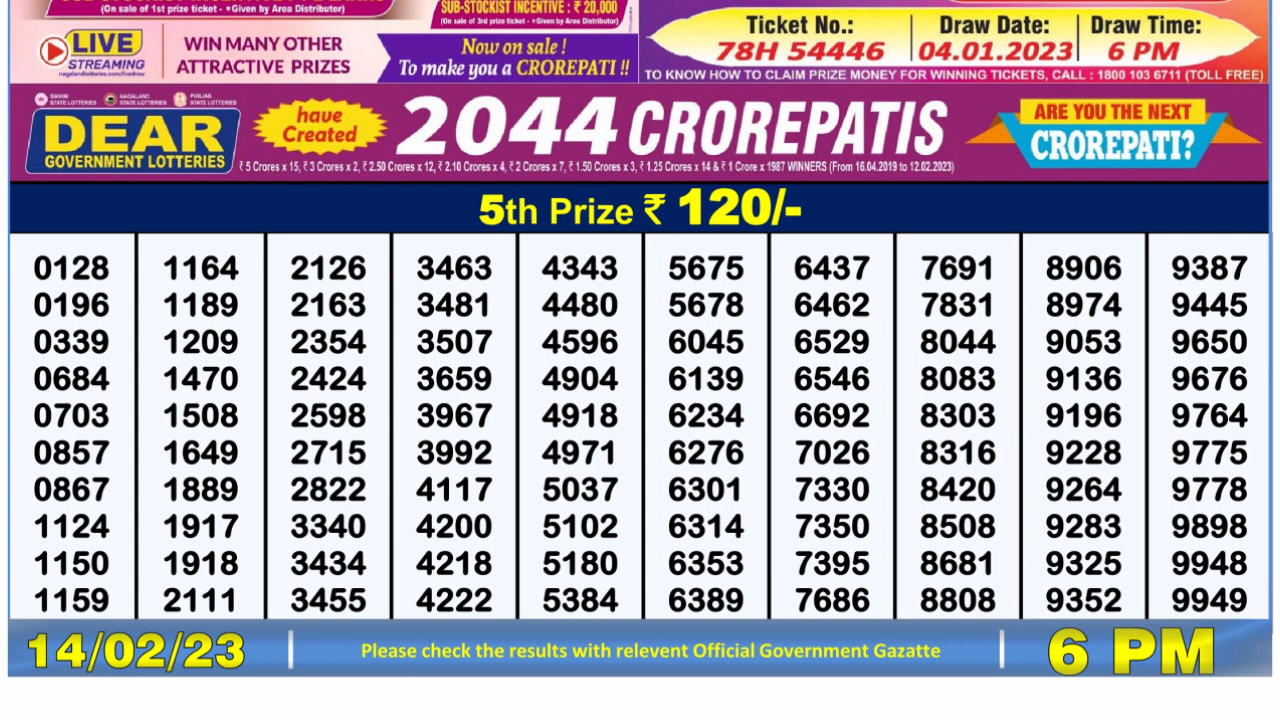 (On sale of 1st prize ticket - *Given by Area Distributor)
SUB-STOCKIST INCENTIVE : ₹ 20,000
(On sale of 3rd prize ticket - *Given by Area Distributor)
LIVE
STREAMING
nagalandlotteries.com/livedraw
WIN MANY OTHER
ATTRACTIVE PRIZES
Now on sale !
To make you a CROREPATI !!
Ticket No.: Draw Date: Draw Time:
78H 54446 04.01.2023 6 PM
TO KNOW HOW TO CLAIM PRIZE MONEY FOR WINNING TICKETS, CALL : 1800 103 6711 (TOLL FREE)
SIKKIM STATE LOTTERIES NAGALAND STATE LOTTERIES PUNJAB STATE LOTTERIES
DEAR
GOVERNMENT LOTTERIES
have
Created
2044 CROREPATIS
₹ 5 Crores x 15, ₹ 3 Crores x 2, ₹ 2.50 Crores x 12, ₹ 2.10 Crores x 4, ₹ 2 Crores x 7, ₹ 1.50 Crores x 3, ₹ 1.25 Crores x 14 & ₹ 1 Crore x 1987 WINNERS (From 16.04.2019 to 12.02.2023)
ARE YOU THE NEXT
CROREPATI?
5th Prize ₹ 120/-
0128 1164 2126 3463 4343 5675 6437 7691 8906 9387
0196 1189 2163 3481 4480 5678 6462 7831 8974 9445
0339 1209 2354 3507 4596 6045 6529 8044 9053 9650
0684 1470 2424 3659 4904 6139 6546 8083 9136 9676
0703 1508 2598 3967 4918 6234 6692 8303 9196 9764
0857 1649 2715 3992 4971 6276 7026 8316 9228 9775
0867 1889 2822 4117 5037 6301 7330 8420 9264 9778
1124 1917 3340 4200 5102 6314 7350 8508 9283 9898
1150 1918 3434 4218 5180 6353 7395 8681 9325 9948
1159 2111 3455 4222 5384 6389 7686 8808 9352 9949
14/02/23 Please check the results with relevent Official Government Gazatte 6 PM